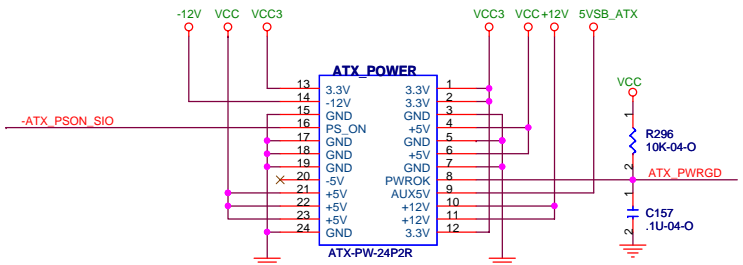 -12V VCC VCC3 VCC3 VCC +12V 5VSB_ATX
ATX_POWER
VCC
13 3.3V 3.3V 1
14 -12V 3.3V 2
15 GND GND 3
-ATX_PSON_SIO 16 PS_ON +5V 4
17 GND GND 5
18 GND +5V 6
19 GND GND 7
20 -5V PWROK 8 ATX_PWRGD
21 +5V AUX5V 9
22 +5V +12V 10
23 +5V +12V 11
24 GND 3.3V 12
ATX-PW-24P2R
1
R296
10K-04-O
2
1
C157
.1U-04-O
2